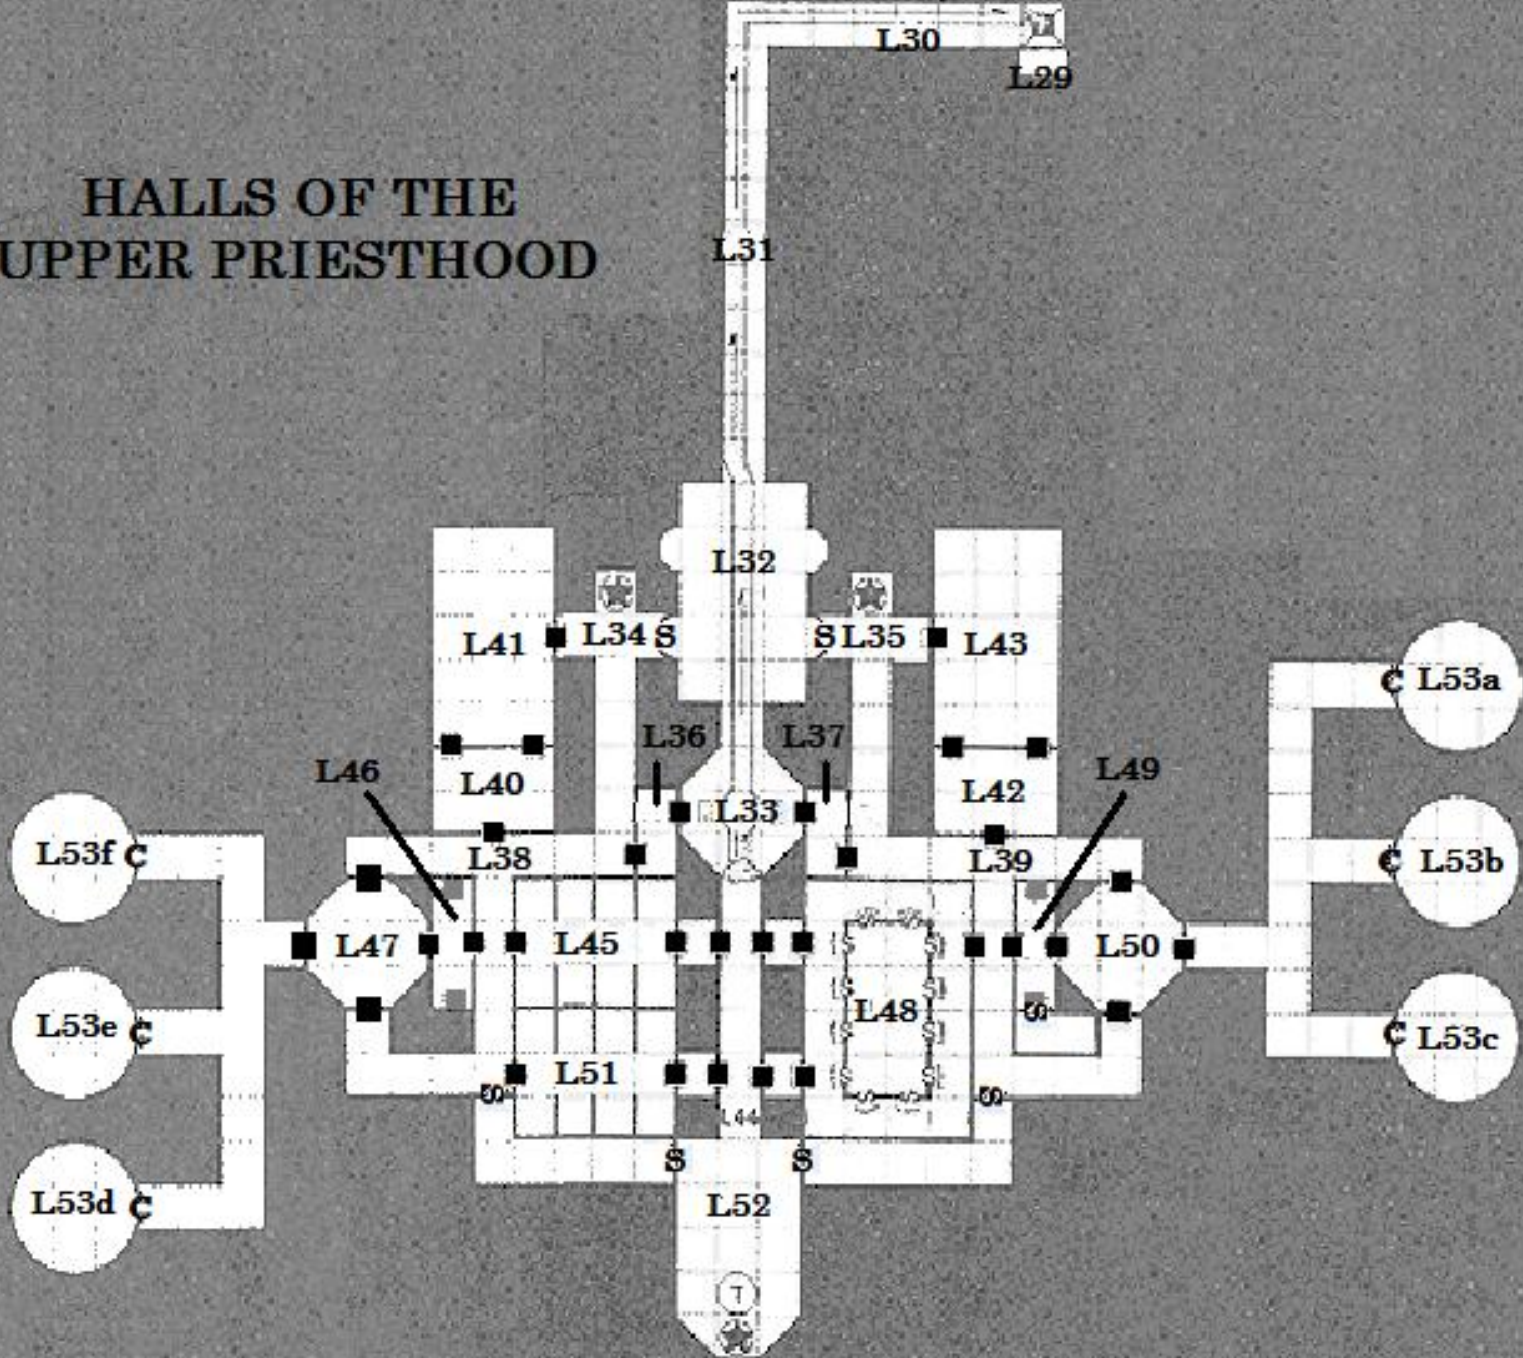 L30
L29
HALLS OF THE
UPPER PRIESTHOOD
L31
L32
L41
L34 S
S L35
L43
C L53a
L36
L37
L46
L40
L33
L42
L49
L53f C
L38
L39
C L53b
L47
L45
S
S
S
S
L50
S
S
L48
S
S
L53e C
S
S
S
C L53c
L51
S
S
S
S
S
S
L44
L53d C
S
S
L52
T